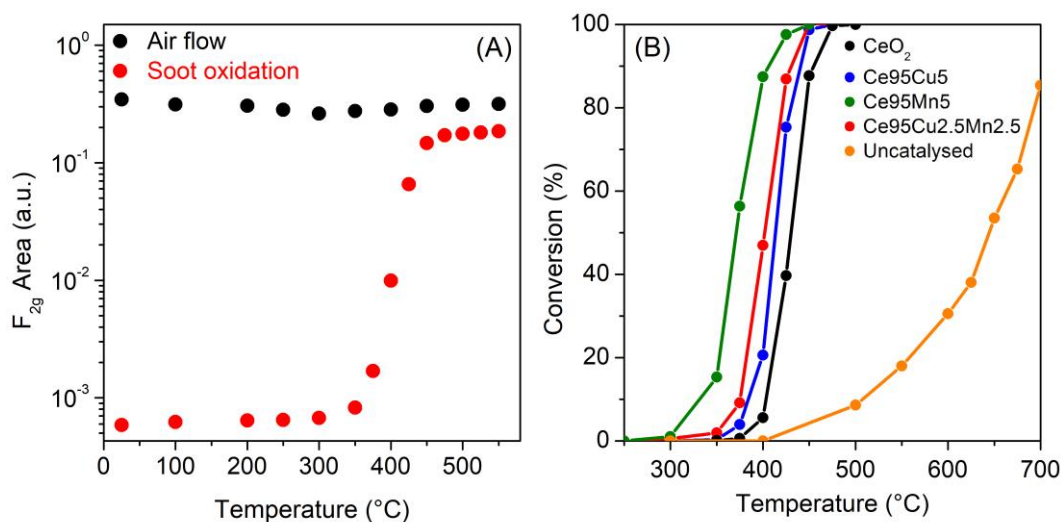 (A)
Air flow
Soot oxidation
10⁰
10⁻¹
10⁻²
10⁻³
F₂g Area (a.u.)
0 100 200 300 400 500
Temperature (°C)
(B)
CeO₂
Ce95Cu5
Ce95Mn5
Ce95Cu2.5Mn2.5
Uncatalysed
100
80
60
40
20
0
Conversion (%)
300 400 500 600 700
Temperature (°C)